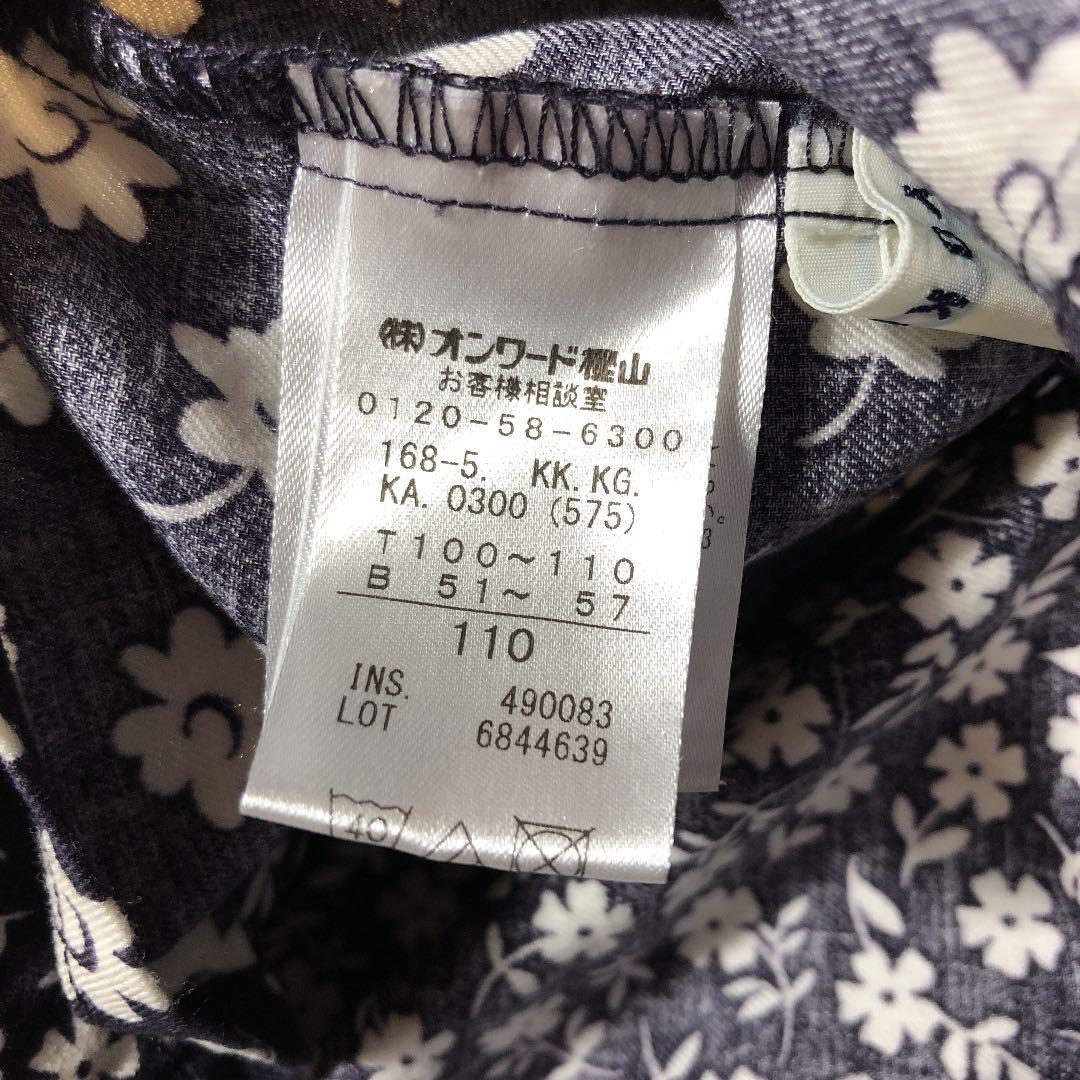 (株)オンワード樫山
お客様相談室
0120-58-6300
168-5. KK.KG.
KA. 0300 (575)
T 100~110
B 51~ 57
110
INS. 490083
LOT 6844639
40